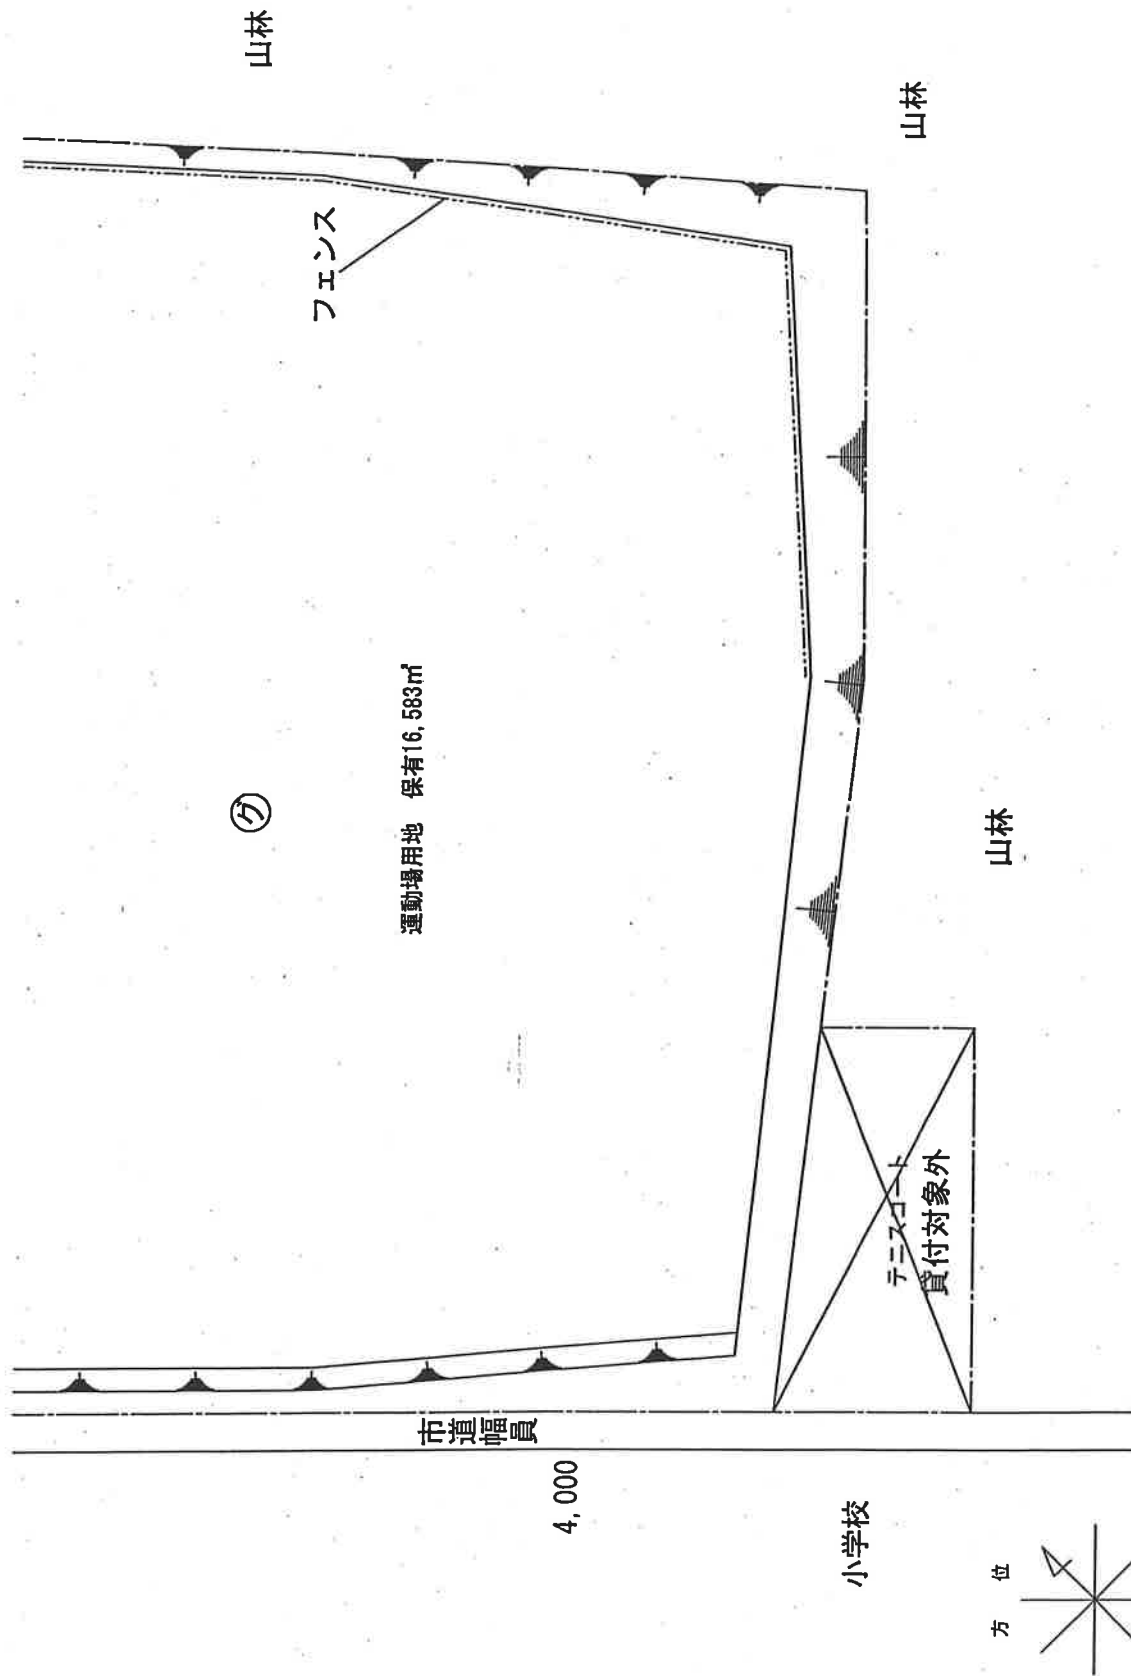 山林
山林
フェンス
グ
運動場用地　保有16,583㎡
山林
テニスコート
貸付対象外
市道幅員
4,000
小学校
方　位